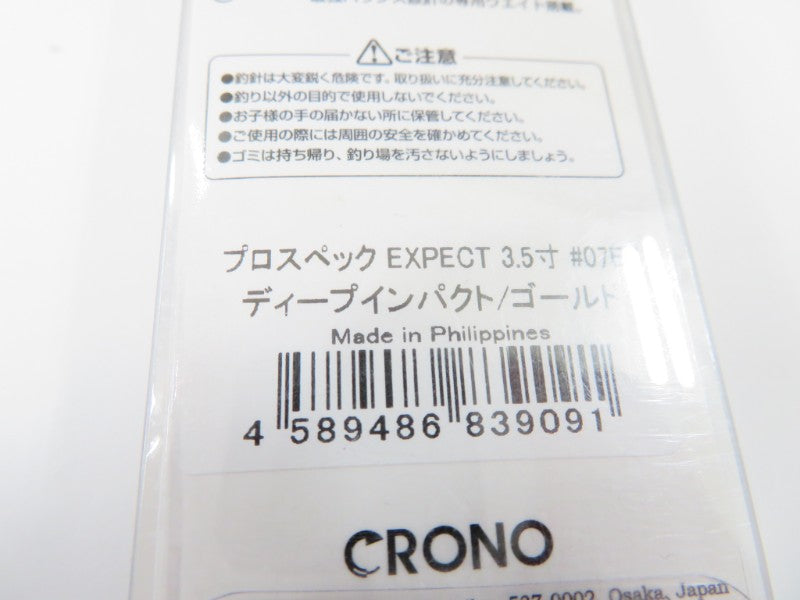 ご注意
●釣針は大変鋭く危険です。取り扱いに充分注意してください。
●釣り以外の目的で使用しないでください。
●お子様の手の届かない所に保管してください。
●ご使用の際には周囲の安全を確かめてください。
●ゴミは持ち帰り、釣り場を汚さないようにしましょう。
プロスペック EXPECT 3.5寸 #07
ディープインパクト/ゴールド
Made in Philippines
4 589486 839091
CRONO
Osaka, Japan